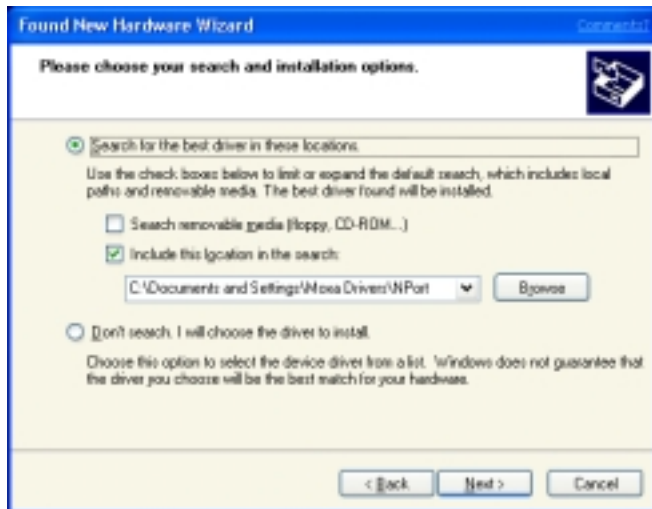 Found New Hardware Wizard
Comments?
Please choose your search and installation options.
Search for the best driver in these locations.
Use the check boxes below to limit or expand the default search, which includes local
paths and removable media. The best driver found will be installed.
Search removable media (floppy, CD-ROM...)
Include this location in the search:
C:\Documents and Settings\Moxa Drivers\NPort
Browse
Don't search. I will choose the driver to install.
Choose this option to select the device driver from a list. Windows does not guarantee that
the driver you choose will be the best match for your hardware.
< Back
Next >
Cancel